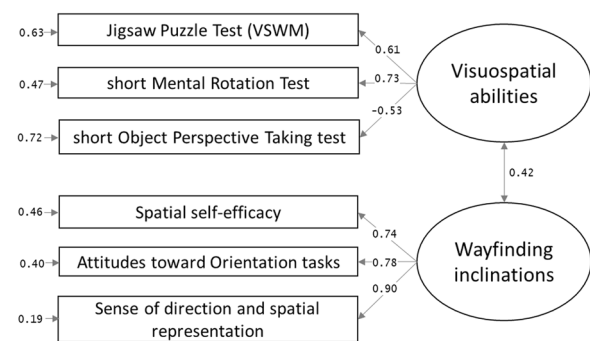 0.63
Jigsaw Puzzle Test (VSWM)
0.61
0.47
short Mental Rotation Test
0.73
Visuospatial
abilities
-0.53
0.72
short Object Perspective Taking test
0.42
0.46
Spatial self-efficacy
0.74
0.40
Attitudes toward Orientation tasks
0.78
Wayfinding
inclinations
0.90
0.19
Sense of direction and spatial
representation